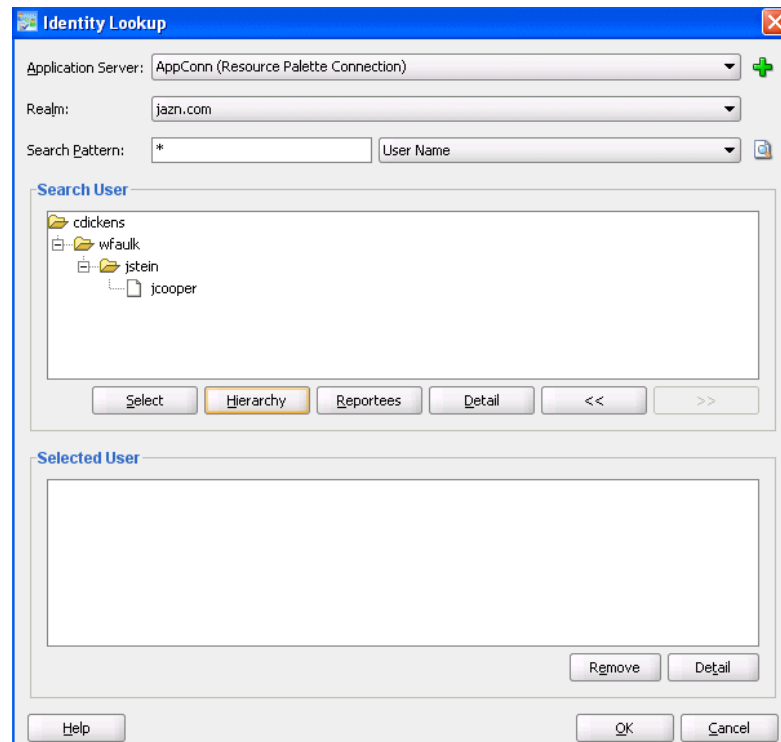 Identity Lookup
Application Server: AppConn (Resource Palette Connection)
Realm: jazn.com
Search Pattern: * User Name
Search User
cdickens
wfaulk
jstein
jcooper
Select Hierarchy Reportees Detail << >>
Selected User
Remove Detail
Help OK Cancel